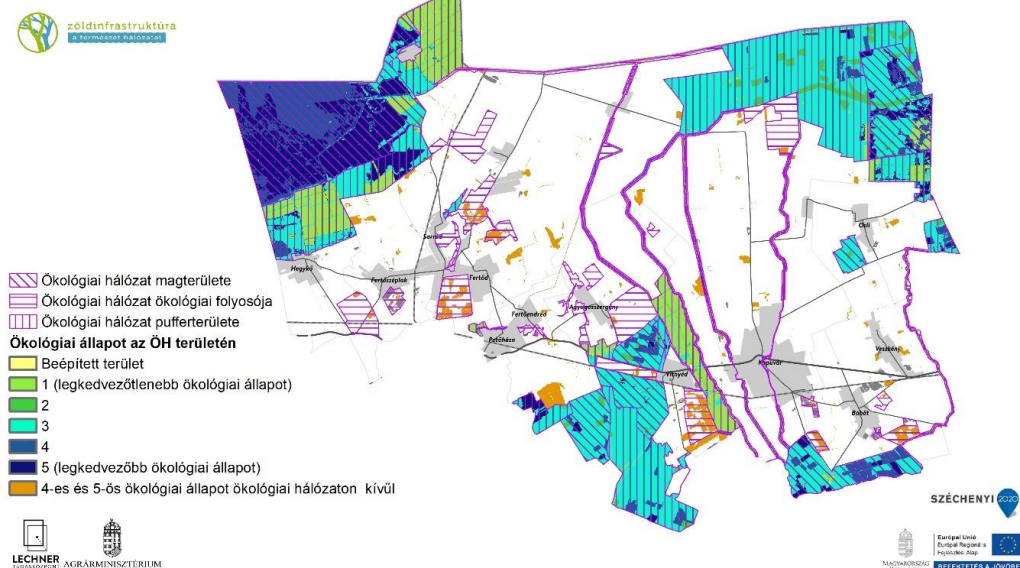 zöldinfrastruktúra
a természet hálózatai
Ökológiai hálózat magterülete
Ökológiai hálózat ökológiai folyosója
Ökológiai hálózat pufferterülete
Ökológiai állapot az ÖH területén
Beépített terület
1 (legkedvezőtlenebb ökológiai állapot)
2
3
4
5 (legkedvezőbb ökológiai állapot)
4-es és 5-ös ökológiai állapot ökológiai hálózaton kívül
Sarród
Osli
Hegykő
Fertőszéplak
Fertőd
Fertőendréd
Agyagosszergény
Petőháza
Vitnyéd
Kapuvár
Veszkény
Babót
LECHNER
TUDÁSKÖZPONT
AGRÁRMINISZTÉRIUM
SZÉCHENYI 2020
MAGYARORSZÁG
Európai Unió
Európai Regionális
Fejlesztési Alap
BEFEKTETÉS A JÖVŐBE